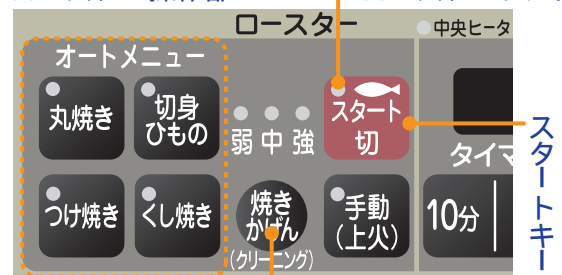 ロースター
中央ヒータ
オートメニュー
丸焼き
切身
ひもの
弱 中 強
スタート
切
タイマ
つけ焼き
くし焼き
焼き
かげん
(クリーニング)
手動
(上火)
10分
スタートキー